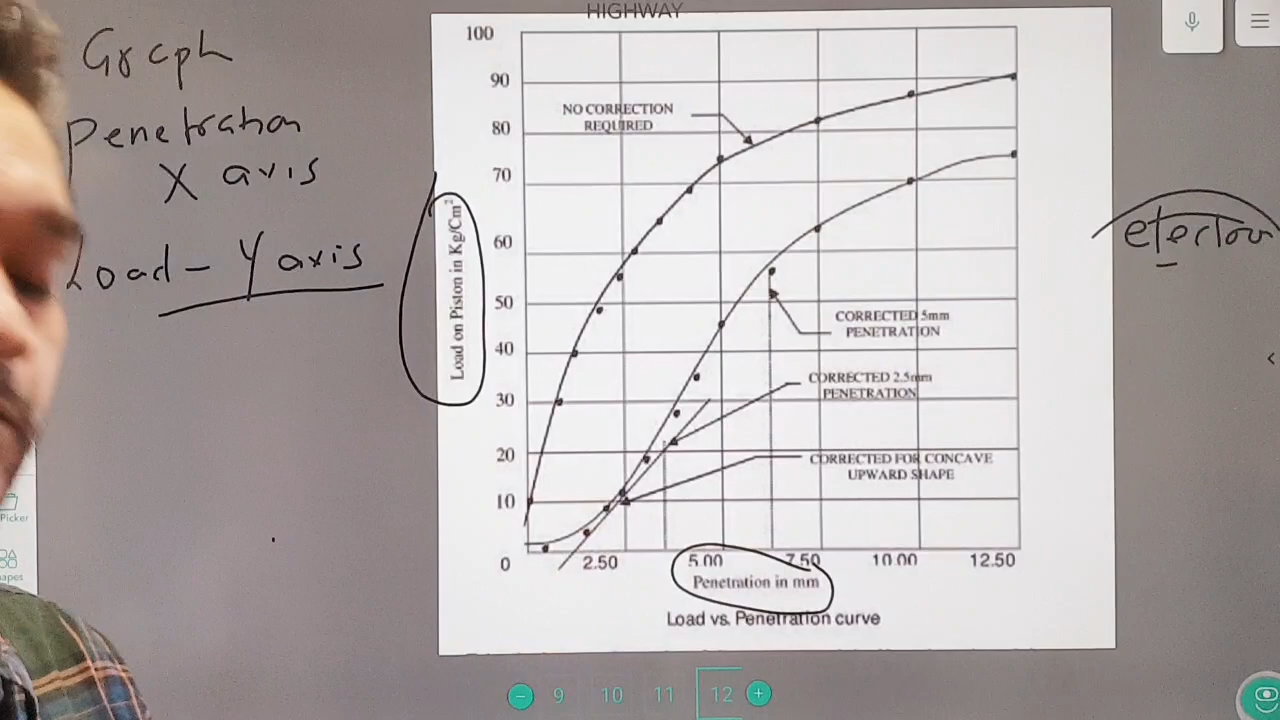 HIGHWAY
Graph
Penetration
X axis
Load - Y axis
100
90
80
70
60
50
40
30
20
10
0
Load on Piston in Kg/Cm²
NO CORRECTION
REQUIRED
CORRECTED 5mm
PENETRATION
CORRECTED 2.5mm
PENETRATION
CORRECTED FOR CONCAVE
UPWARD SHAPE
2.50
5.00
7.50
10.00
12.50
Penetration in mm
Load vs. Penetration curve
Picker
apes
9
10
11
12